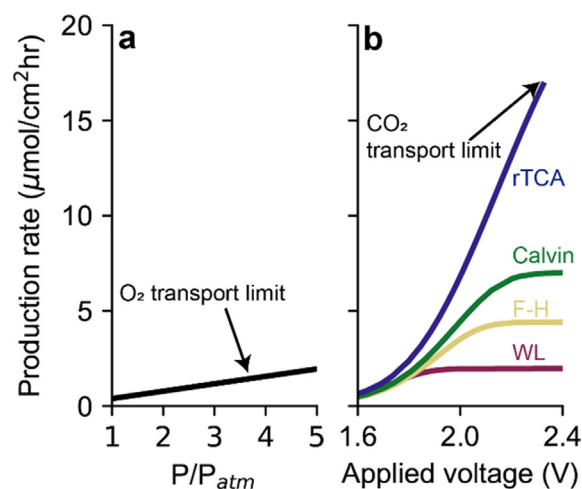 a
b
Production rate (μmol/cm²hr)
20
15
10
5
0
O₂ transport limit
1 2 3 4 5
P/Patm
CO₂
transport limit
rTCA
Calvin
F-H
WL
1.6 2.0 2.4
Applied voltage (V)